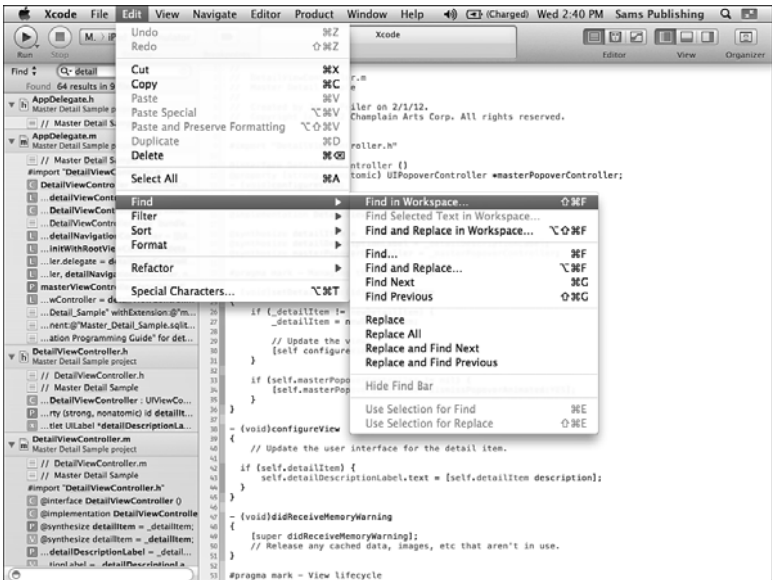 Xcode File Edit View Navigate Editor Product Window Help (Charged) Wed 2:40 PM Sams Publishing
M. iP
Xcode
Run Stop Editor View Organizer
Find detail
Found 64 results in 9
AppDelegate.h
Master Detail Sample p
// Master Detail S
AppDelegate.m
Master Detail Sample p
// Master Detail S
#import "DetailViewC
DetailViewControl
...detailViewContr
...DetailViewCont
DetailViewContr
...detailNavigation
...initWithRootVie
...ler.delegate = de
...ler, detailNaviga
masterViewContr
...wController = d
...Detail_Sample" withExtension:@"m...
...nent:@"Master_Detail_Sample.sqlit...
...ation Programming Guide" for det...
DetailViewController.h
Master Detail Sample project
// DetailViewController.h
// Master Detail Sample
...DetailViewController : UIViewCo...
...rty (strong, nonatomic) id detailIt...
...tlet UILabel *detailDescriptionLa...
DetailViewController.m
Master Detail Sample project
// DetailViewController.m
// Master Detail Sample
#import "DetailViewController.h"
@interface DetailViewController ()
@implementation DetailViewControlle
@synthesize detailItem = _detailItem;
@synthesize detailItem = _detailItem;
...detailDescriptionLabel = _detail...
...tionLabel = _detailDescriptionLa...
Undo ⌘Z
Redo ⇧⌘Z
Cut ⌘X
Copy ⌘C
Paste ⌘V
Paste Special ⌥⌘V
Paste and Preserve Formatting ⌥⇧⌘V
Duplicate ⌘D
Delete ⌘⌫
Select All ⌘A
Find
Filter
Sort
Format
Refactor
Special Characters... ⌥⌘T
Find in Workspace... ⇧⌘F
Find Selected Text in Workspace...
Find and Replace in Workspace... ⌥⇧⌘F
Find... ⌘F
Find and Replace... ⌥⌘F
Find Next ⌘G
Find Previous ⇧⌘G
Replace
Replace All
Replace and Find Next
Replace and Find Previous
Hide Find Bar
Use Selection for Find ⌘E
Use Selection for Replace ⇧⌘E
r.m
iler on 2/1/12.
Champlain Arts Corp. All rights reserved.
roller.h"
ntroller ()
tomic) UIPopoverController *masterPopoverController;
if (_detailItem !=
_detailItem = n
// Update the v
[self configure
}
if (self.masterPopo
[self.masterPop
}
}
- (void)configureView
{
// Update the user interface for the detail item.
if (self.detailItem) {
self.detailDescriptionLabel.text = [self.detailItem description];
}
}
- (void)didReceiveMemoryWarning
{
[super didReceiveMemoryWarning];
// Release any cached data, images, etc that aren't in use.
}
#pragma mark - View lifecycle